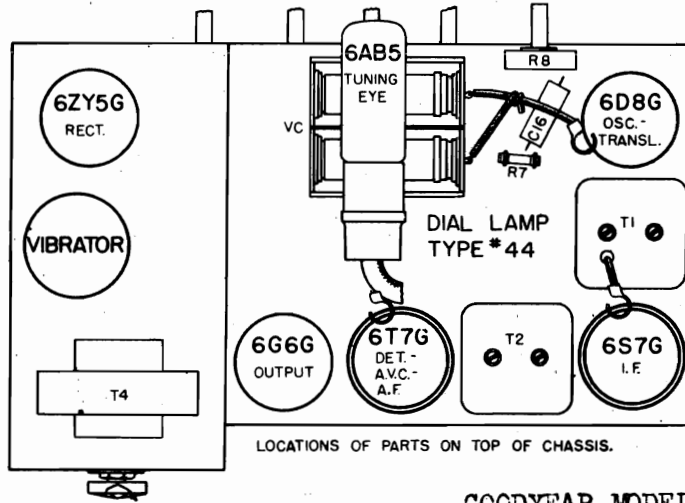 6ZY5G
RECT.
VIBRATOR
T4
6AB5
TUNING
EYE
VC
R8
C16
R7
6D8G
OSC.-
TRANSL.
T1
DIAL LAMP
TYPE #44
6G6G
OUTPUT
6T7G
DET.-
A.V.C.-
A.F.
T2
6S7G
I.F.
LOCATIONS OF PARTS ON TOP OF CHASSIS.